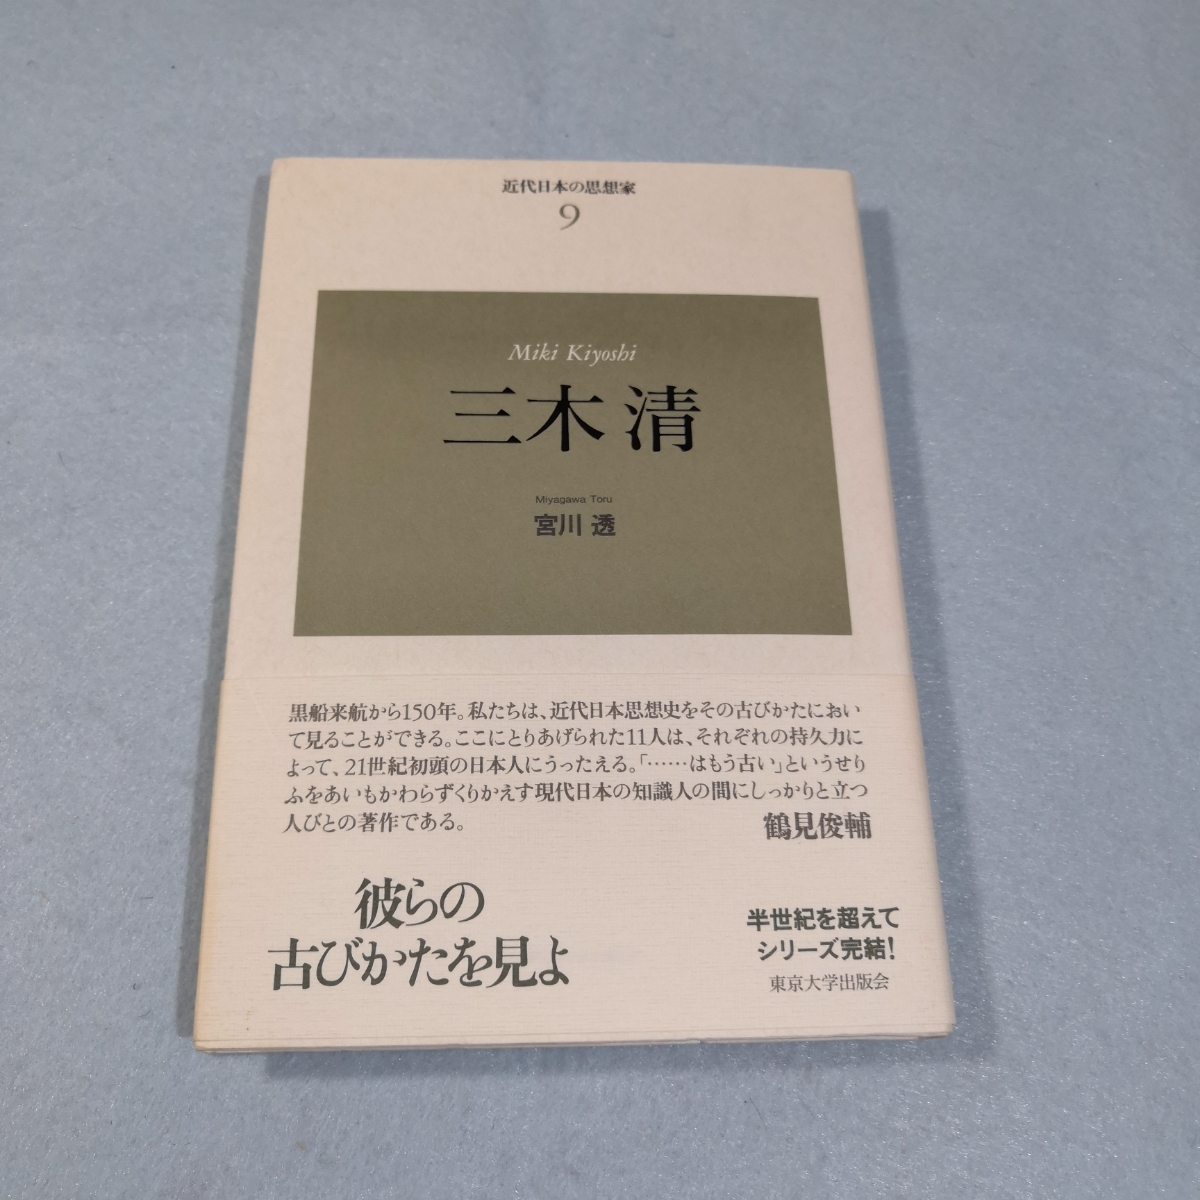 近代日本の思想家
9
Miki Kiyoshi
三木 清
Miyagawa Toru
宮川 透
黒船来航から150年。私たちは、近代日本思想史をその古びかたにおい
て見ることができる。ここにとりあげられた11人は、それぞれの持久力に
よって、21世紀初頭の日本人にうったえる。「……はもう古い」というせり
ふをあいもかわらずくりかえす現代日本の知識人の間にしっかりと立つ
人びとの著作である。
鶴見俊輔
彼らの
古びかたを見よ
半世紀を超えて
シリーズ完結!
東京大学出版会